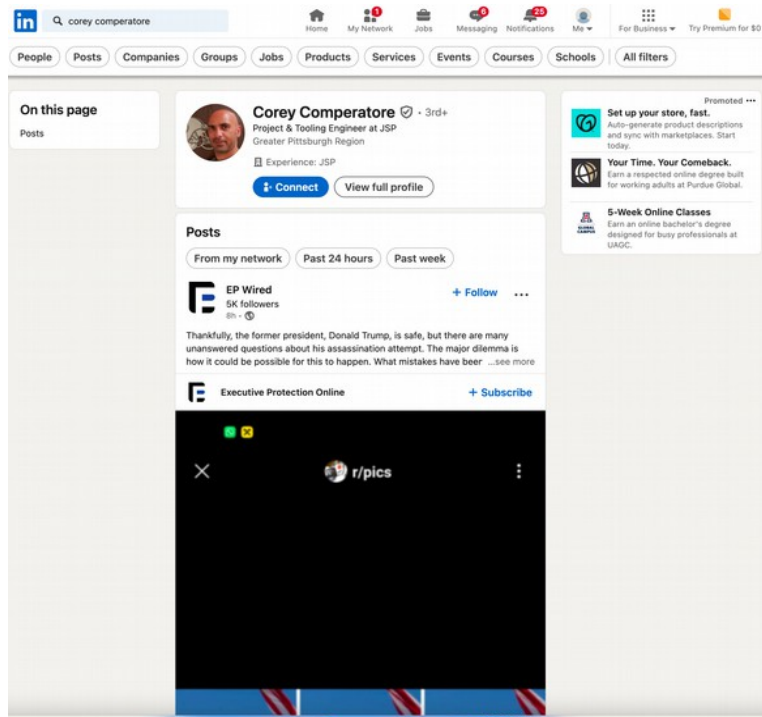 in
corey comperatore
Home
1
My Network
Jobs
6
Messaging
25
Notifications
Me
For Business
Try Premium for $0
People
Posts
Companies
Groups
Jobs
Products
Services
Events
Courses
Schools
All filters
On this page
Posts
Corey Comperatore · 3rd+
Project & Tooling Engineer at JSP
Greater Pittsburgh Region
Experience: JSP
Connect
View full profile
Posts
From my network
Past 24 hours
Past week
EP Wired
5K followers
8h ·
+ Follow
...
Thankfully, the former president, Donald Trump, is safe, but there are many
unanswered questions about his assassination attempt. The major dilemma is
how it could be possible for this to happen. What mistakes have beer ...see more
Executive Protection Online
+ Subscribe
r/pics
Promoted ...
Set up your store, fast.
Auto-generate product descriptions
and sync with marketplaces. Start
today.
Your Time. Your Comeback.
Earn a respected online degree built
for working adults at Purdue Global.
5-Week Online Classes
Earn an online bachelor's degree
designed for busy professionals at
UAGC.